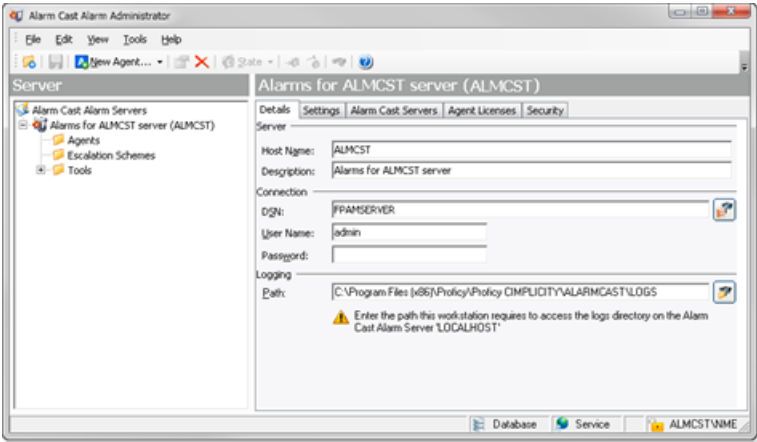 Alarm Cast Alarm Administrator
File Edit View Tools Help
New Agent... State
Server
Alarms for ALMCST server (ALMCST)
Alarm Cast Alarm Servers
Alarms for ALMCST server (ALMCST)
Agents
Escalation Schemes
Tools
Details Settings Alarm Cast Servers Agent Licenses Security
Server
Host Name: ALMCST
Description: Alarms for ALMCST server
Connection
DSN: FPAMSERVER
User Name: admin
Password:
Logging
Path: C:\Program Files (x86)\Proficy\Proficy CIMPLICITY\ALARMCAST\LOGS
Enter the path this workstation requires to access the logs directory on the Alarm
Cast Alarm Server 'LOCALHOST'
Database Service ALMCST\NME